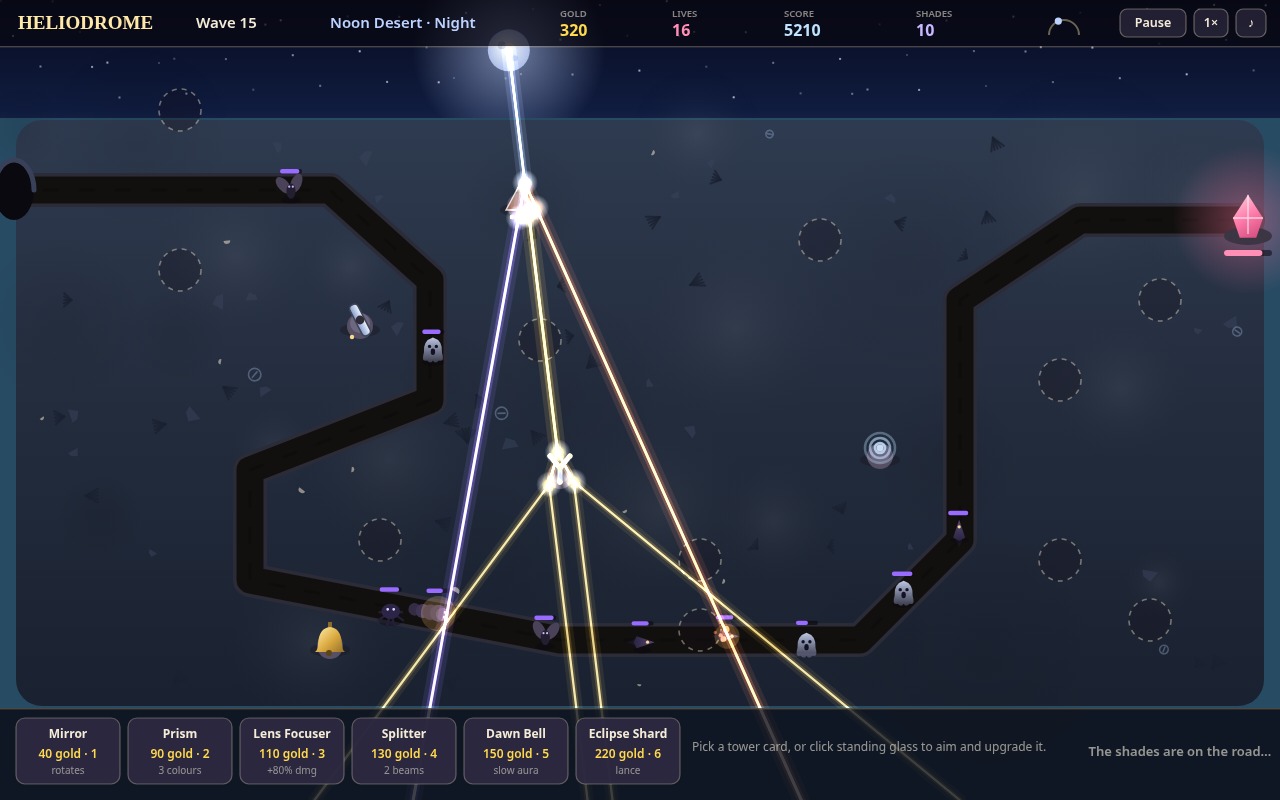 HELIODROME
Wave 15
Noon Desert · Night
GOLD
320
LIVES
16
SCORE
5210
SHADES
10
Pause
1×
♪
Mirror
40 gold · 1
rotates
Prism
90 gold · 2
3 colours
Lens Focuser
110 gold · 3
+80% dmg
Splitter
130 gold · 4
2 beams
Dawn Bell
150 gold · 5
slow aura
Eclipse Shard
220 gold · 6
lance
Pick a tower card, or click standing glass to aim and upgrade it.
The shades are on the road…